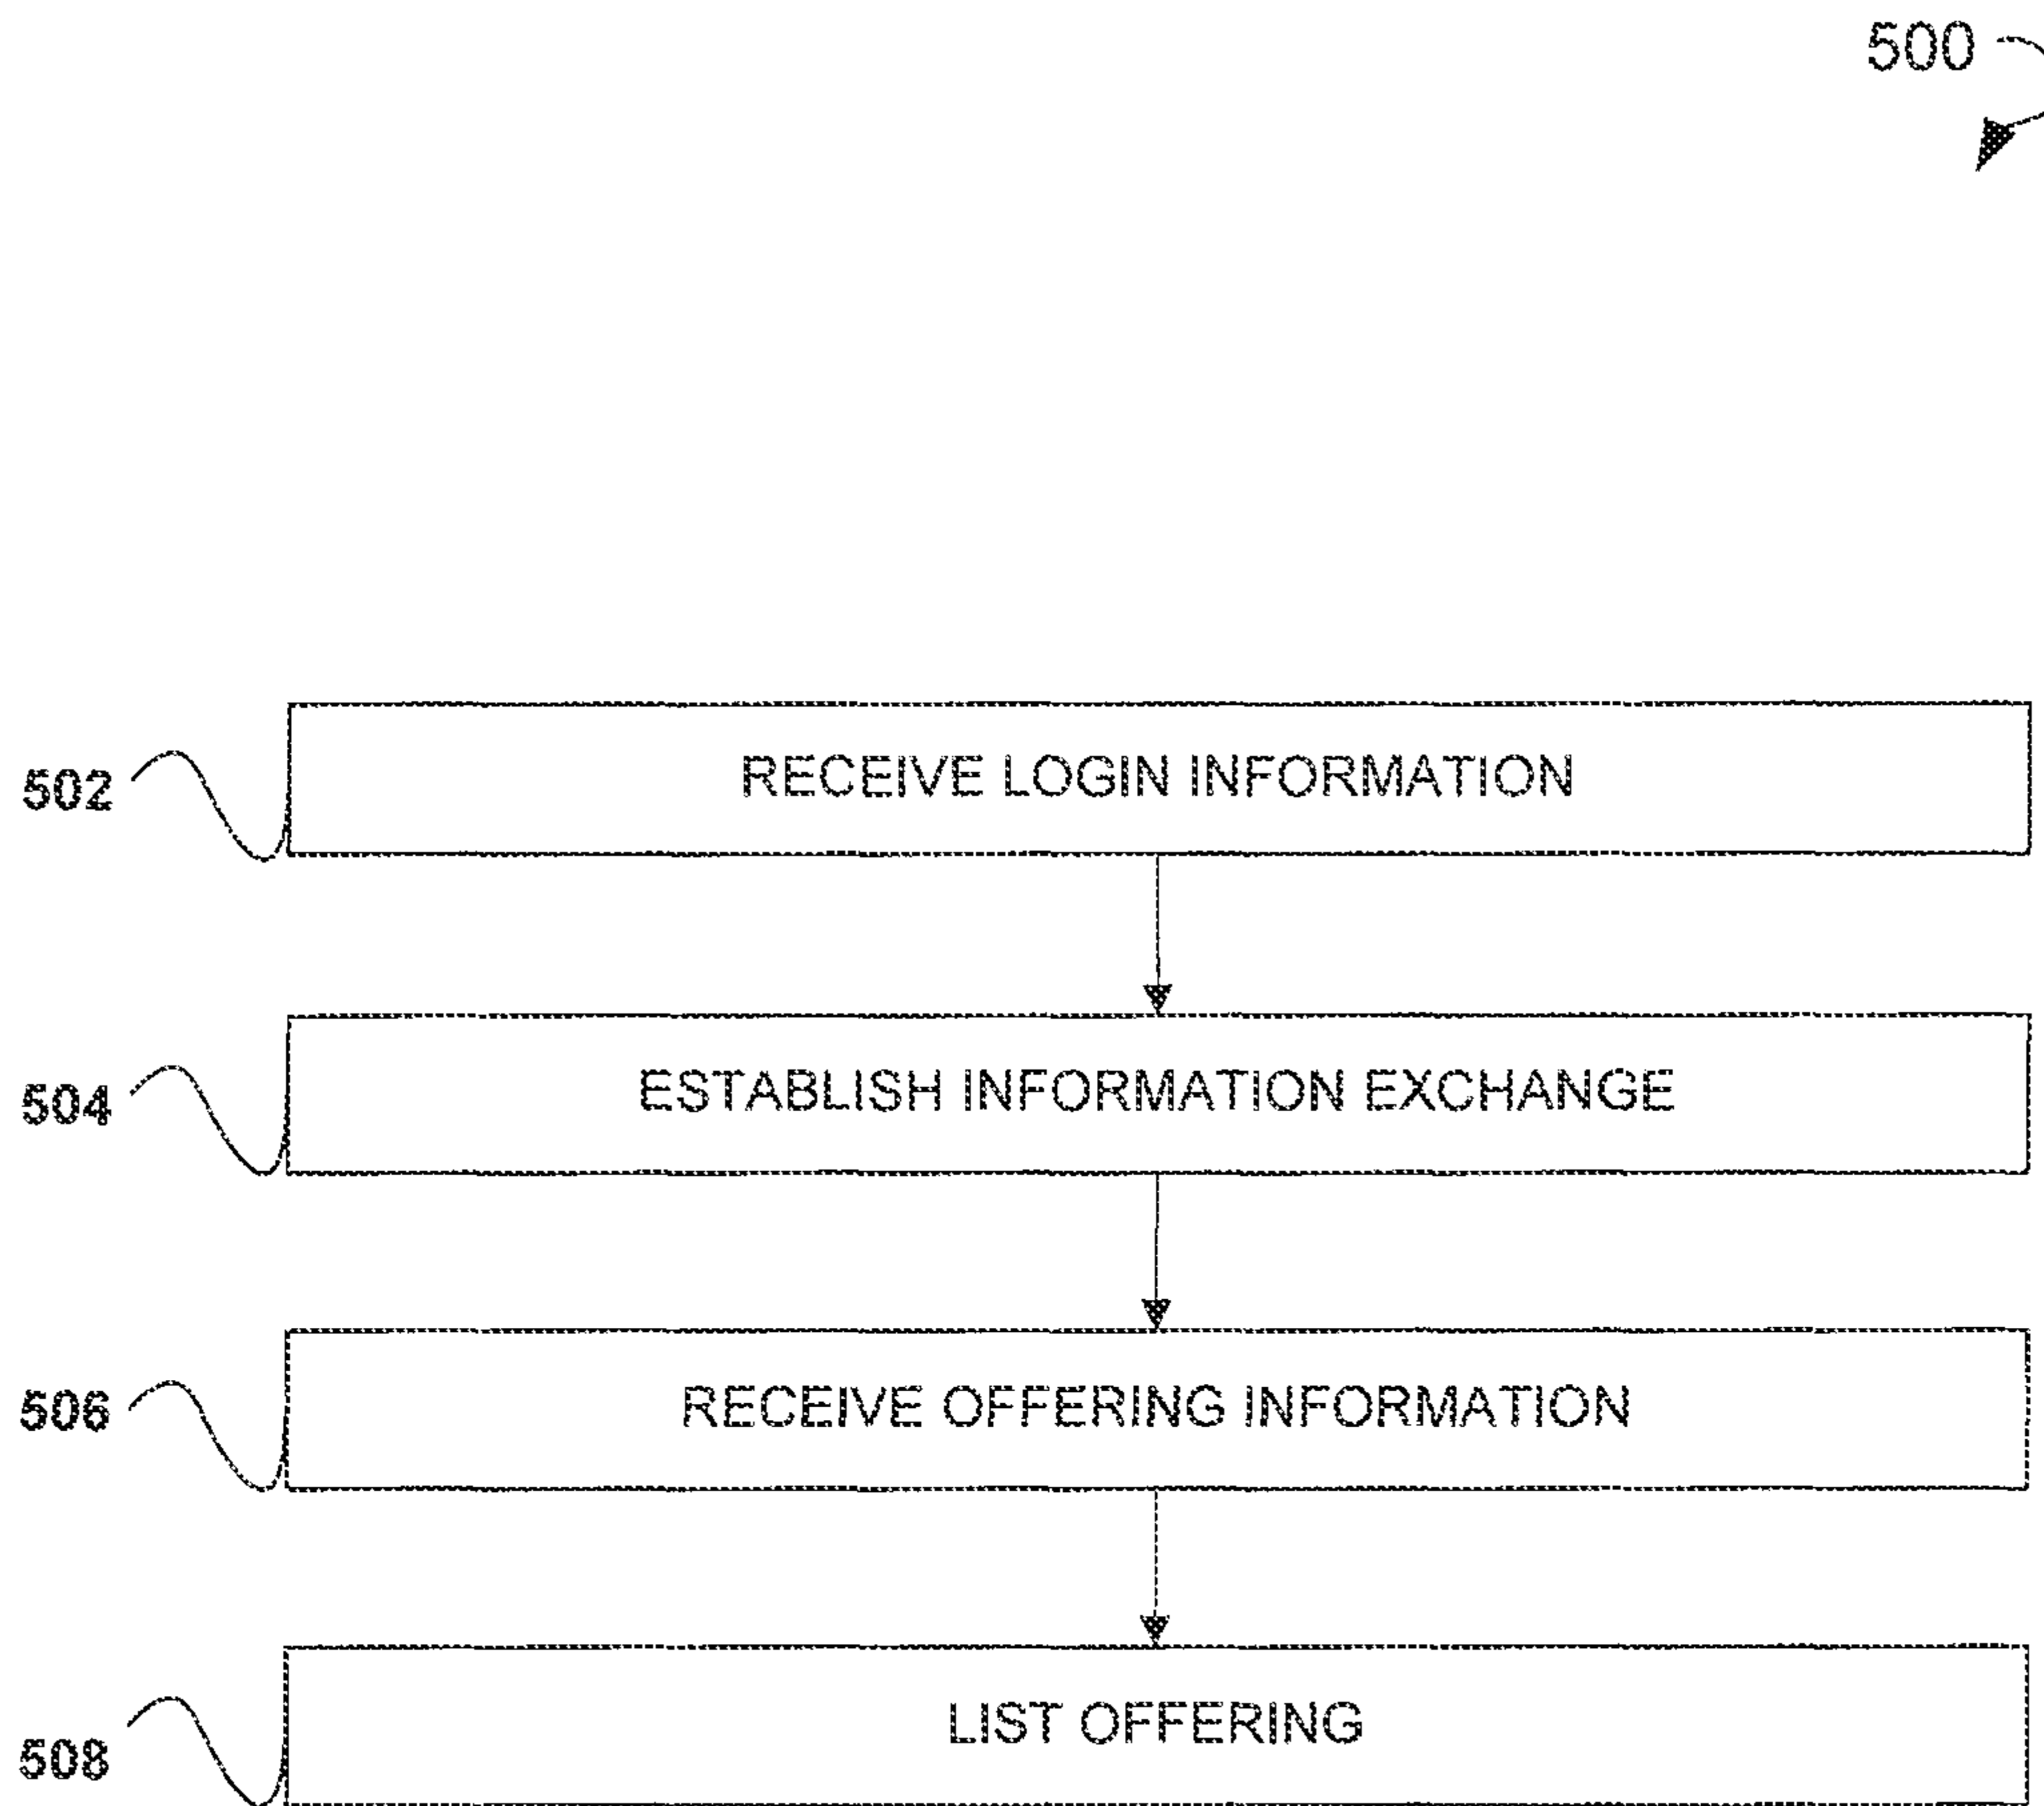 500
502 RECEIVE LOGIN INFORMATION
504 ESTABLISH INFORMATION EXCHANGE
506 RECEIVE OFFERING INFORMATION
508 LIST OFFERING